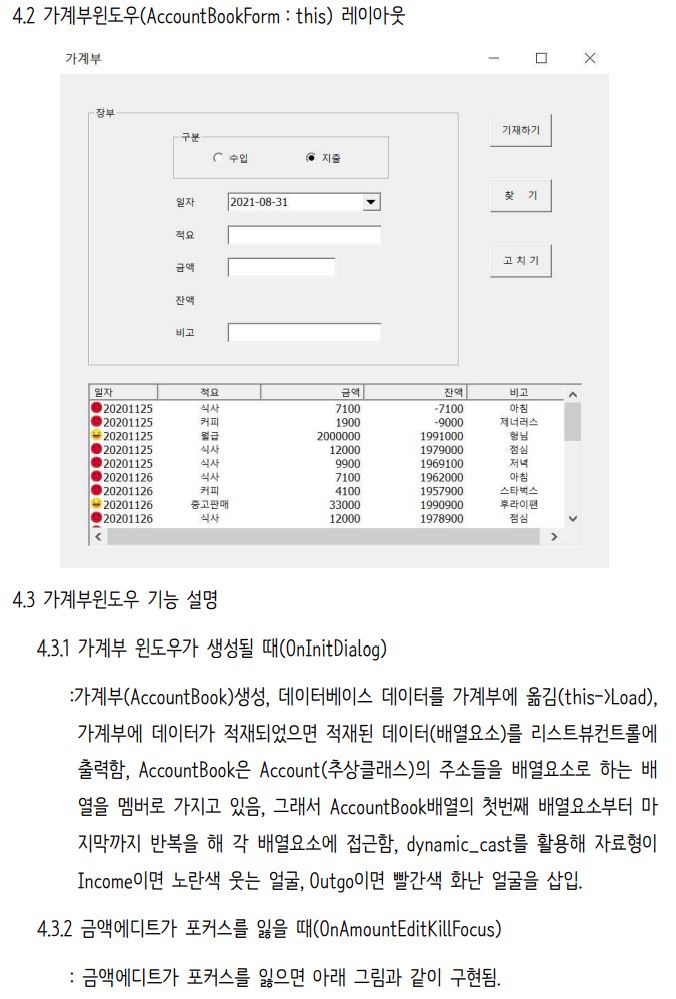 4.2 가계부윈도우(AccountBookForm : this) 레이아웃
가계부
장부
구분
수입 지출
일자 2021-08-31
적요
금액
잔액
비고
기재하기
찾 기
고 치 기
일자 적요 금액 잔액 비고
20201125 식사 7100 -7100 아침
20201125 커피 1900 -9000 제너러스
20201125 월급 2000000 1991000 형님
20201125 식사 12000 1979000 점심
20201125 식사 9900 1969100 저녁
20201126 식사 7100 1962000 아침
20201126 커피 4100 1957900 스타벅스
20201126 중고판매 33000 1990900 후라이팬
20201126 식사 12000 1978900 점심
4.3 가계부윈도우 기능 설명
4.3.1 가계부 윈도우가 생성될 때(OnInitDialog)
:가계부(AccountBook)생성, 데이터베이스 데이터를 가계부에 옮김(this->Load),
가계부에 데이터가 적재되었으면 적재된 데이터(배열요소)를 리스트뷰컨트롤에
출력함, AccountBook은 Account(추상클래스)의 주소들을 배열요소로 하는 배
열을 멤버로 가지고 있음, 그래서 AccountBook배열의 첫번째 배열요소부터 마
지막까지 반복을 해 각 배열요소에 접근함, dynamic_cast를 활용해 자료형이
Income이면 노란색 웃는 얼굴, Outgo이면 빨간색 화난 얼굴을 삽입.
4.3.2 금액에디트가 포커스를 잃을 때(OnAmountEditKillFocus)
: 금액에디트가 포커스를 잃으면 아래 그림과 같이 구현됨.